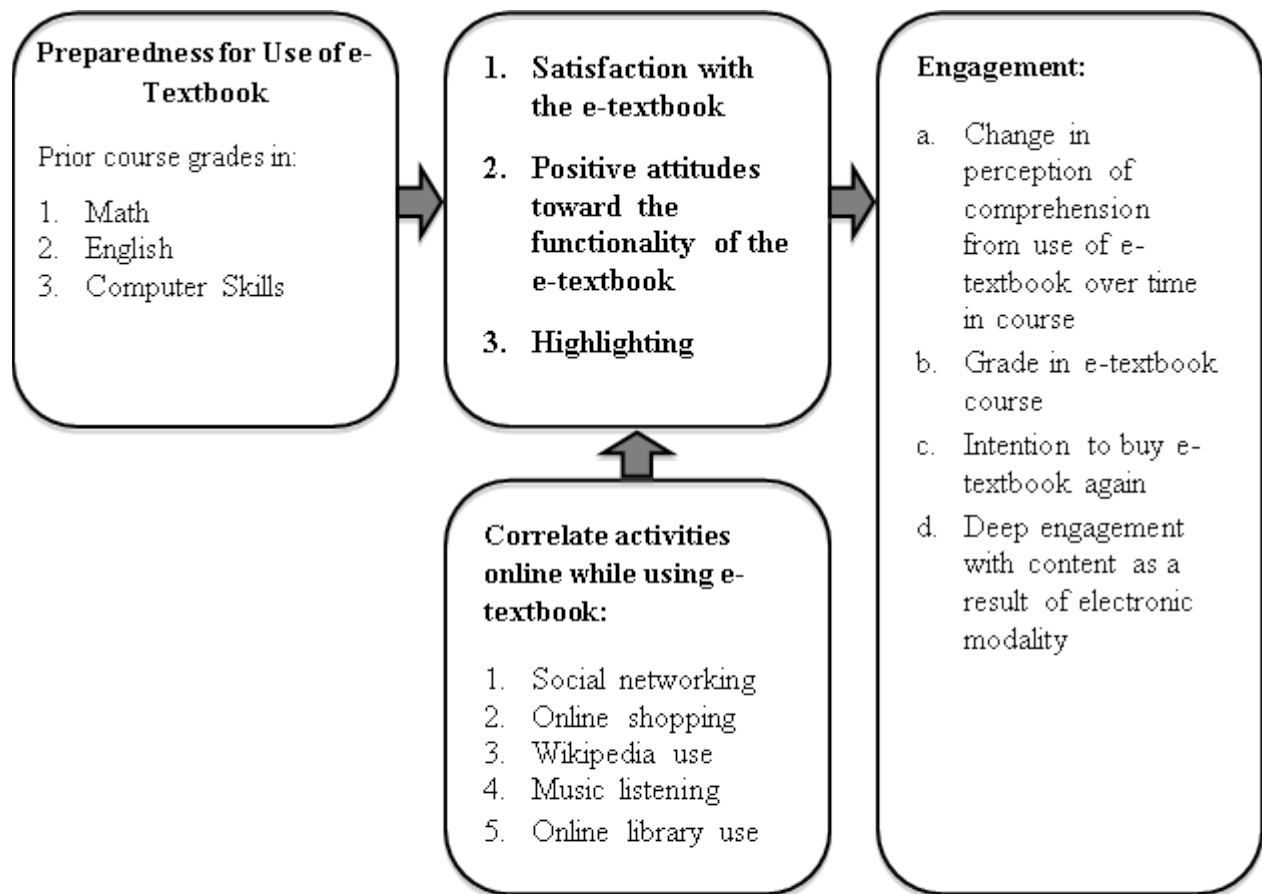 Preparedness for Use of e-
Textbook
Prior course grades in:
1. Math
2. English
3. Computer Skills
1. Satisfaction with
the e-textbook
2. Positive attitudes
toward the
functionality of the
e-textbook
3. Highlighting
Correlate activities
online while using e-
textbook:
1. Social networking
2. Online shopping
3. Wikipedia use
4. Music listening
5. Online library use
Engagement:
a. Change in
perception of
comprehension
from use of e-
textbook over time
in course
b. Grade in e-textbook
course
c. Intention to buy e-
textbook again
d. Deep engagement
with content as a
result of electronic
modality